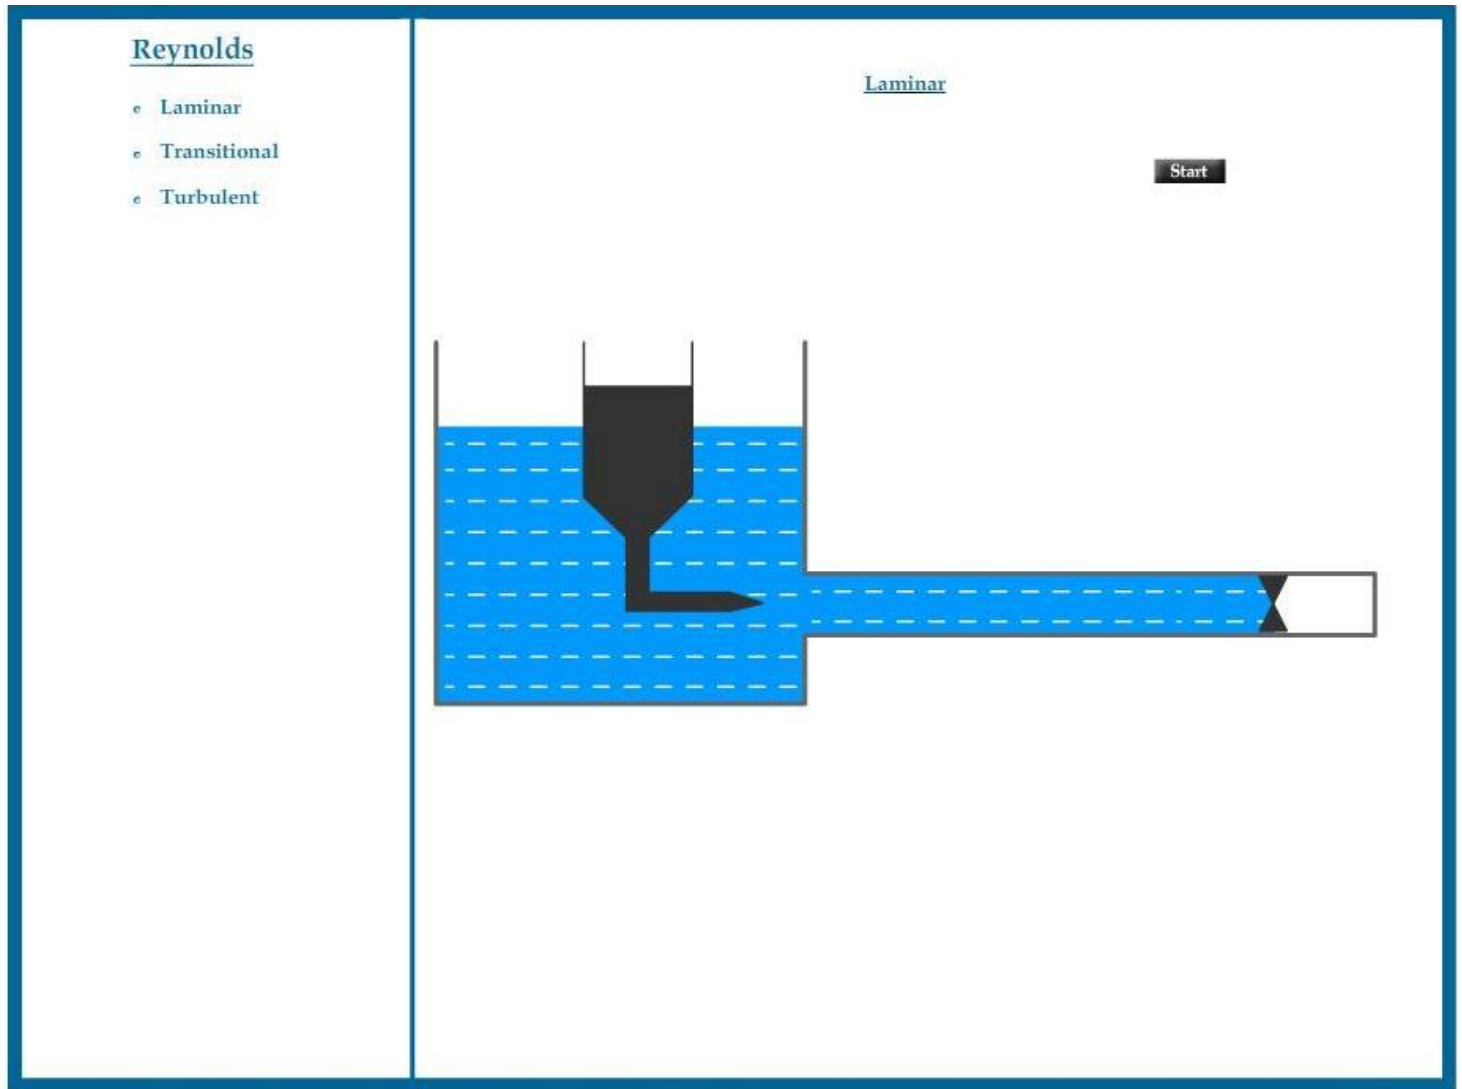 Reynolds
Laminar
Transitional
Turbulent
Laminar
Start